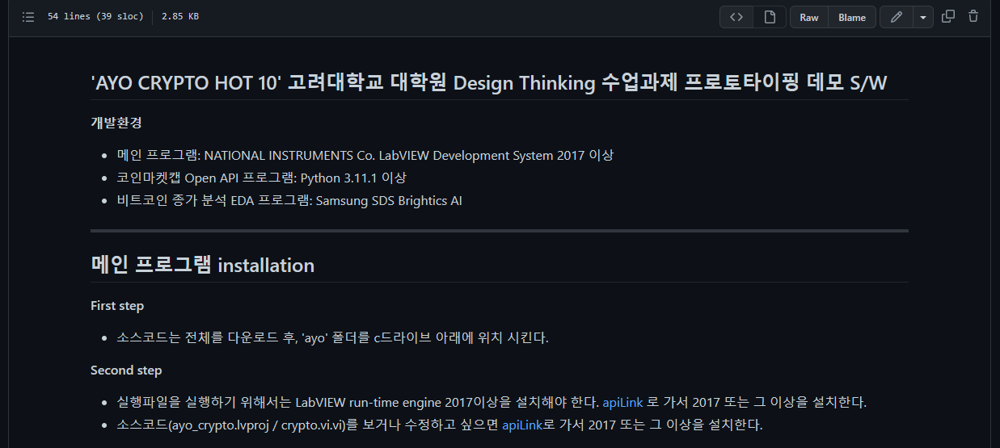 54 lines (39 sloc) 2.85 KB Raw Blame
'AYO CRYPTO HOT 10' 고려대학교 대학원 Design Thinking 수업과제 프로토타이핑 데모 S/W
개발환경
메인 프로그램: NATIONAL INSTRUMENTS Co. LabVIEW Development System 2017 이상
코인마켓캡 Open API 프로그램: Python 3.11.1 이상
비트코인 종가 분석 EDA 프로그램: Samsung SDS Brightics AI
메인 프로그램 installation
First step
소스코드는 전체를 다운로드 후, 'ayo' 폴더를 c드라이브 아래에 위치 시킨다.
Second step
실행파일을 실행하기 위해서는 LabVIEW run-time engine 2017이상을 설치해야 한다. apiLink 로 가서 2017 또는 그 이상을 설치한다.
소스코드(ayo_crypto.lvproj / crypto.vi.vi)를 보거나 수정하고 싶으면 apiLink로 가서 2017 또는 그 이상을 설치한다.